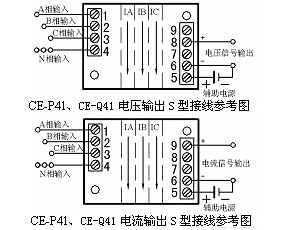 A相输入
B相输入
C相输入
N相输入
1
2
3
4
IA IB IC
9
8
7
6
5
+
电压信号输出
-
- +
辅助电源
CE-P41、CE-Q41 电压输出 S 型接线参考图
A相输入
B相输入
C相输入
N相输入
1
2
3
4
IA IB IC
9
8
7
6
5
+
电流信号输出
-
- +
辅助电源
CE-P41、CE-Q41 电流输出 S 型接线参考图